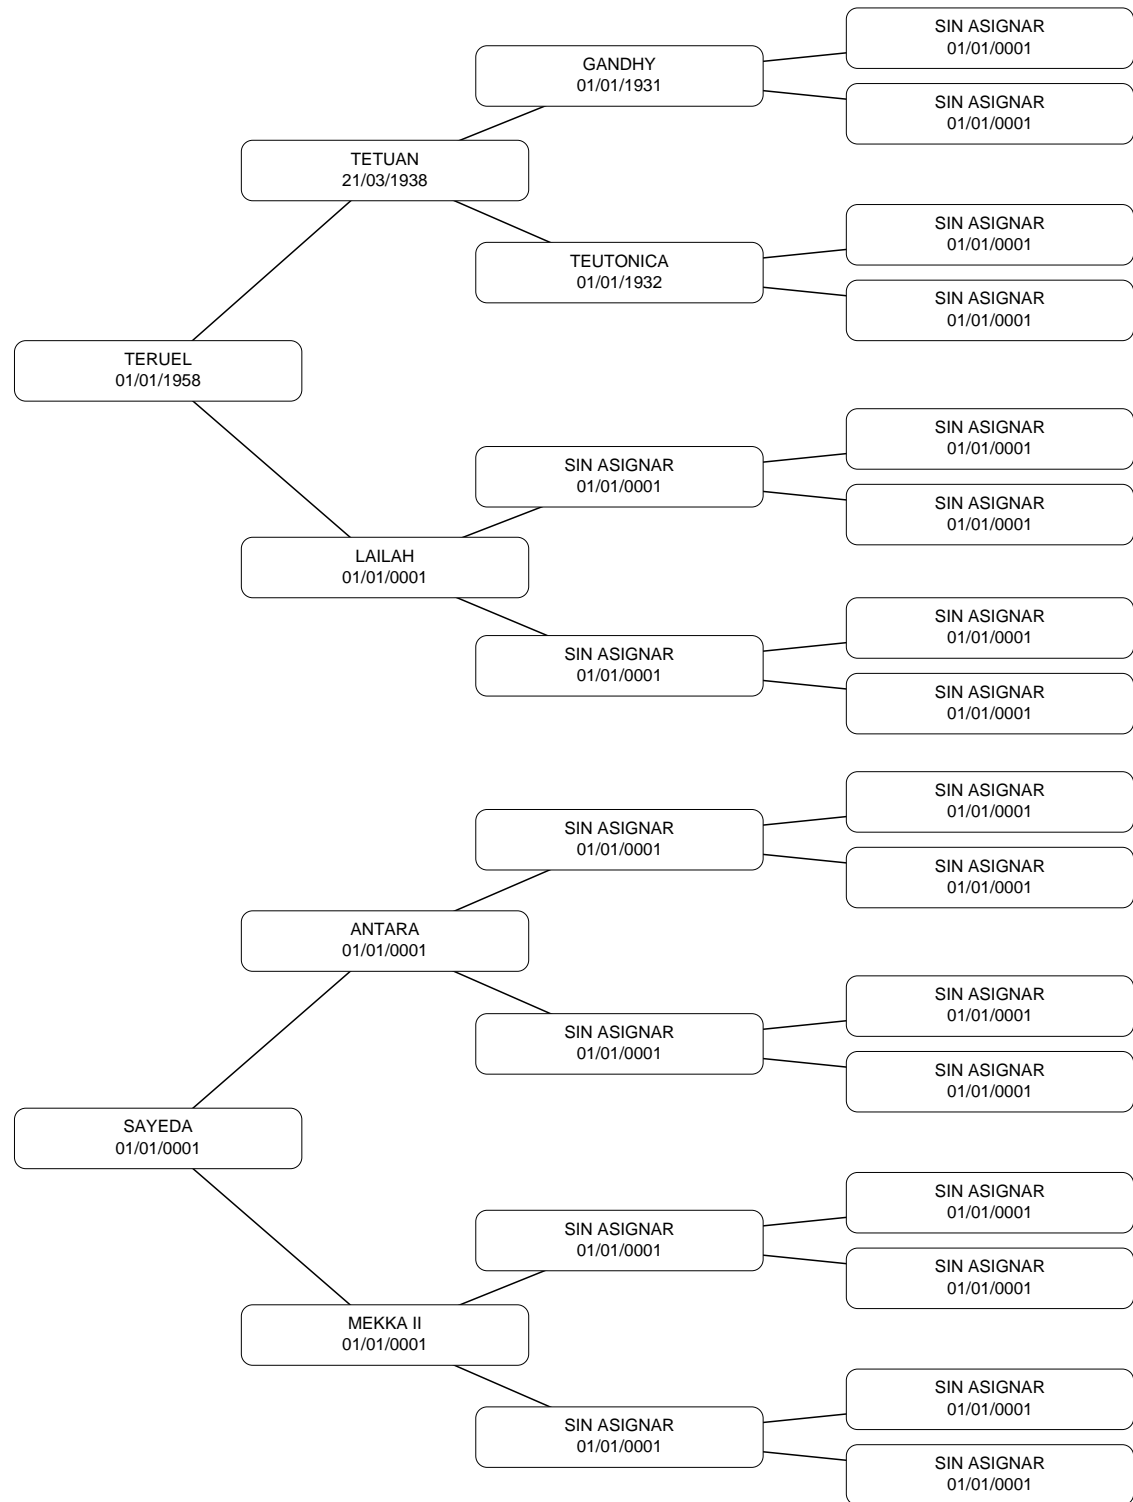 SIN ASIGNAR
01/01/0001
GANDHY
01/01/1931
SIN ASIGNAR
01/01/0001
TETUAN
21/03/1938
SIN ASIGNAR
01/01/0001
TEUTONICA
01/01/1932
SIN ASIGNAR
01/01/0001
TERUEL
01/01/1958
SIN ASIGNAR
01/01/0001
SIN ASIGNAR
01/01/0001
SIN ASIGNAR
01/01/0001
LAILAH
01/01/0001
SIN ASIGNAR
01/01/0001
SIN ASIGNAR
01/01/0001
SIN ASIGNAR
01/01/0001
SIN ASIGNAR
01/01/0001
SIN ASIGNAR
01/01/0001
SIN ASIGNAR
01/01/0001
ANTARA
01/01/0001
SIN ASIGNAR
01/01/0001
SIN ASIGNAR
01/01/0001
SIN ASIGNAR
01/01/0001
SAYEDA
01/01/0001
SIN ASIGNAR
01/01/0001
SIN ASIGNAR
01/01/0001
SIN ASIGNAR
01/01/0001
MEKKA II
01/01/0001
SIN ASIGNAR
01/01/0001
SIN ASIGNAR
01/01/0001
SIN ASIGNAR
01/01/0001